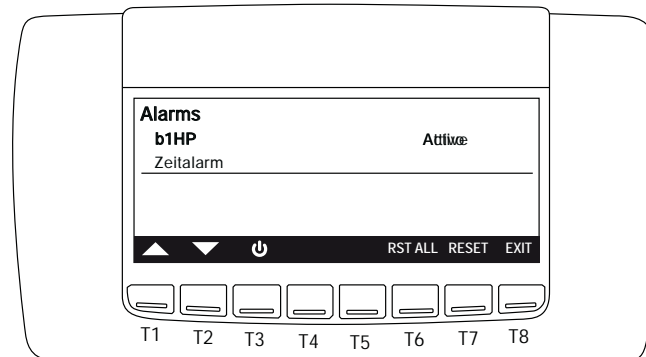 Alarms
b1HP
Zeitalarm
RST ALL RESET EXIT
T1 T2 T3 T4 T5 T6 T7 T8